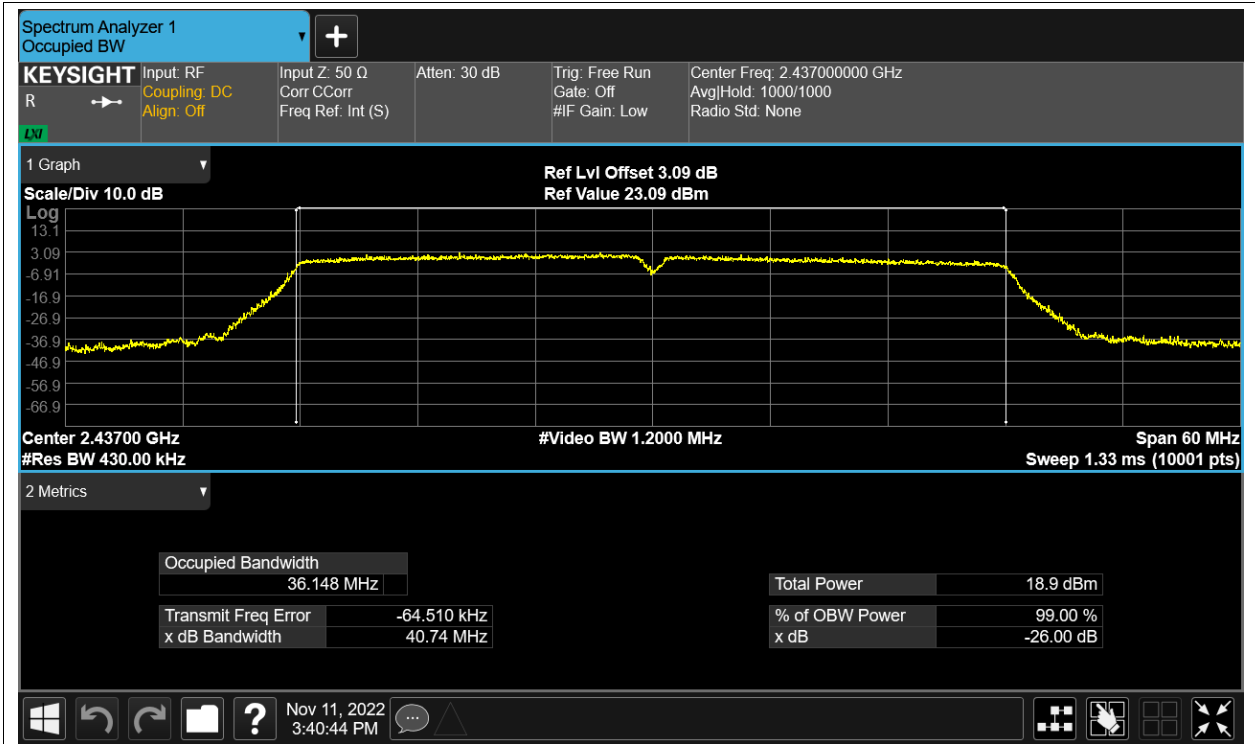 Spectrum Analyzer 1
Occupied BW
KEYSIGHT
R
LXI
Input: RF
Coupling: DC
Align: Off
Input Z: 50 Ω
Corr CCorr
Freq Ref: Int (S)
Atten: 30 dB
Trig: Free Run
Gate: Off
#IF Gain: Low
Center Freq: 2.437000000 GHz
Avg|Hold: 1000/1000
Radio Std: None
1 Graph
Scale/Div 10.0 dB
Ref Lvl Offset 3.09 dB
Ref Value 23.09 dBm
Log
13.1
3.09
-6.91
-16.9
-26.9
-36.9
-46.9
-56.9
-66.9
Center 2.43700 GHz
#Video BW 1.2000 MHz
Span 60 MHz
#Res BW 430.00 kHz
Sweep 1.33 ms (10001 pts)
2 Metrics
Occupied Bandwidth
36.148 MHz
Total Power 18.9 dBm
Transmit Freq Error -64.510 kHz
% of OBW Power 99.00 %
x dB Bandwidth 40.74 MHz
x dB -26.00 dB
?
Nov 11, 2022
3:40:44 PM